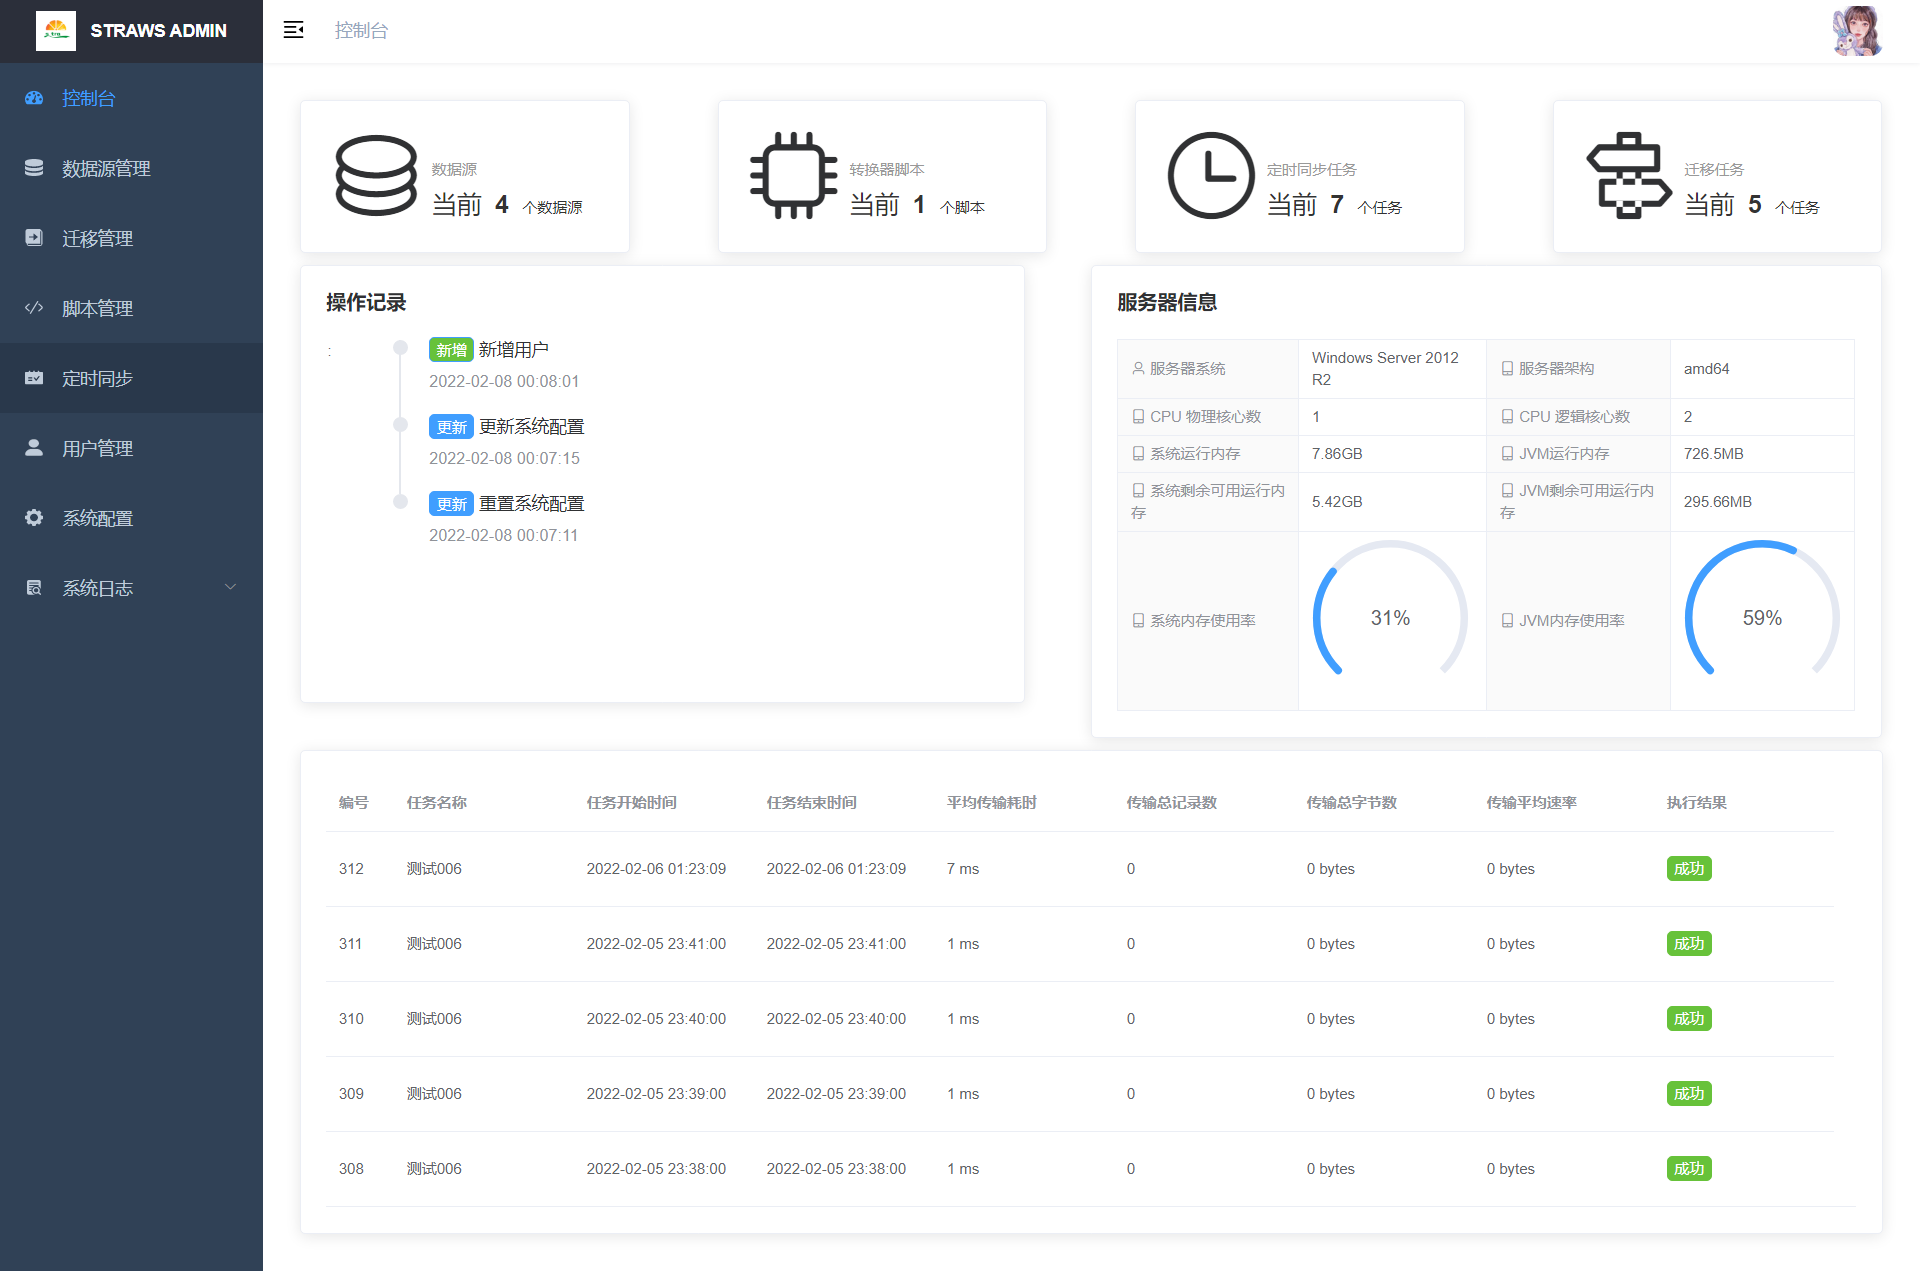 STRAWS ADMIN
控制台
数据源管理
迁移管理
脚本管理
定时同步
用户管理
系统配置
系统日志
控制台
数据源
当前 4 个数据源
转换器脚本
当前 1 个脚本
定时同步任务
当前 7 个任务
迁移任务
当前 5 个任务
操作记录
:
新增 新增用户
2022-02-08 00:08:01
更新 更新系统配置
2022-02-08 00:07:15
更新 重置系统配置
2022-02-08 00:07:11
服务器信息
服务器系统 Windows Server 2012 R2 服务器架构 amd64
CPU 物理核心数 1 CPU 逻辑核心数 2
系统运行内存 7.86GB JVM运行内存 726.5MB
系统剩余可用运行内存 5.42GB JVM剩余可用运行内存 295.66MB
系统内存使用率 31% JVM内存使用率 59%
编号 任务名称 任务开始时间 任务结束时间 平均传输耗时 传输总记录数 传输总字节数 传输平均速率 执行结果
312 测试006 2022-02-06 01:23:09 2022-02-06 01:23:09 7 ms 0 0 bytes 0 bytes 成功
311 测试006 2022-02-05 23:41:00 2022-02-05 23:41:00 1 ms 0 0 bytes 0 bytes 成功
310 测试006 2022-02-05 23:40:00 2022-02-05 23:40:00 1 ms 0 0 bytes 0 bytes 成功
309 测试006 2022-02-05 23:39:00 2022-02-05 23:39:00 1 ms 0 0 bytes 0 bytes 成功
308 测试006 2022-02-05 23:38:00 2022-02-05 23:38:00 1 ms 0 0 bytes 0 bytes 成功